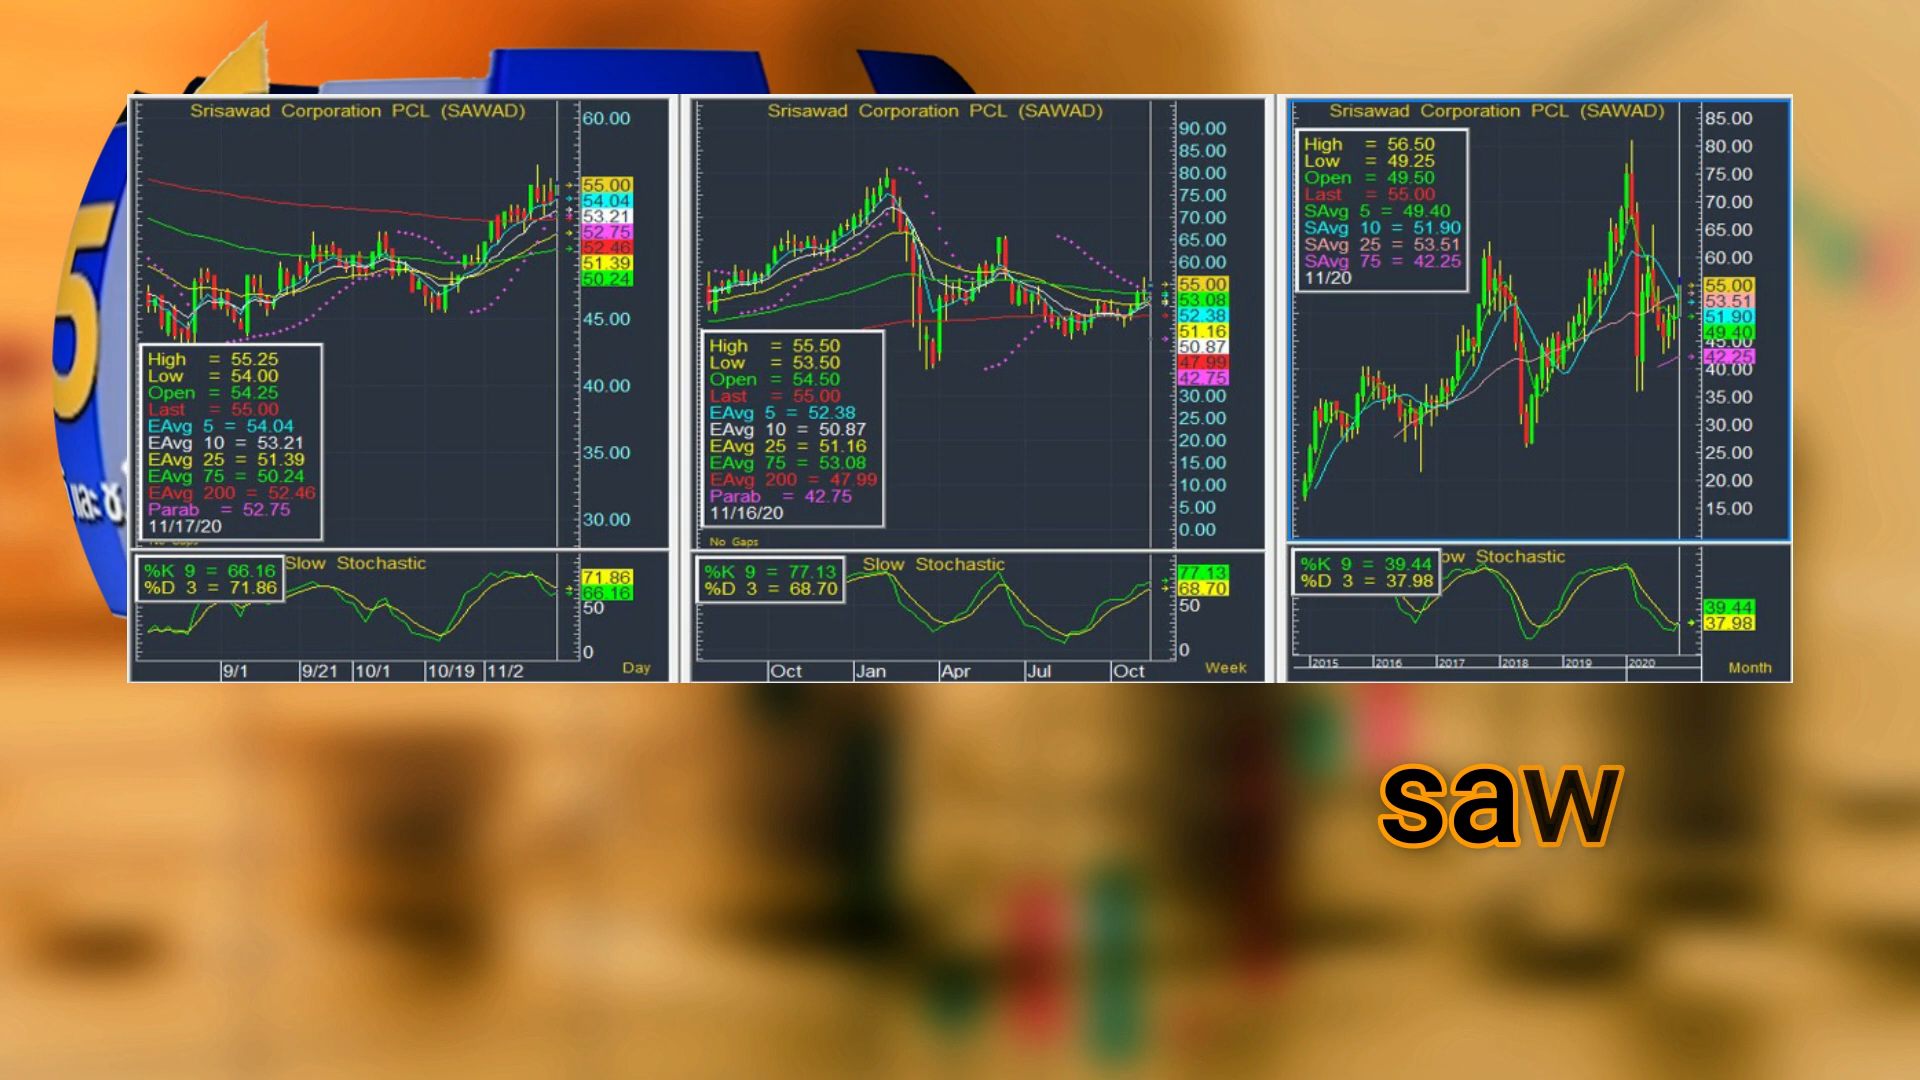 Srisawad Corporation PCL (SAWAD)
60.00
55.00
54.04
53.21
52.75
52.46
51.39
50.24
45.00
40.00
35.00
30.00
High = 55.25
Low = 54.00
Open = 54.25
Last = 55.00
EAvg 5 = 54.04
EAvg 10 = 53.21
EAvg 25 = 51.39
EAvg 75 = 50.24
EAvg 200 = 52.46
Parab = 52.75
11/17/20
Slow Stochastic
%K 9 = 66.16
%D 3 = 71.86
71.86
66.16
50
0
9/1 9/21 10/1 10/19 11/2
Day
Srisawad Corporation PCL (SAWAD)
90.00
85.00
80.00
75.00
70.00
65.00
60.00
55.00
53.08
52.38
51.16
50.87
47.99
42.75
30.00
25.00
20.00
15.00
10.00
5.00
0.00
High = 55.50
Low = 53.50
Open = 54.50
Last = 55.00
EAvg 5 = 52.38
EAvg 10 = 50.87
EAvg 25 = 51.16
EAvg 75 = 53.08
EAvg 200 = 47.99
Parab = 42.75
11/16/20
No Gaps
Slow Stochastic
%K 9 = 77.13
%D 3 = 68.70
77.13
68.70
50
0
Oct Jan Apr Jul Oct
Week
Srisawad Corporation PCL (SAWAD)
85.00
80.00
75.00
70.00
65.00
60.00
55.00
53.51
51.90
49.40
45.00
42.25
40.00
35.00
30.00
25.00
20.00
15.00
High = 56.50
Low = 49.25
Open = 49.50
Last = 55.00
SAvg 5 = 49.40
SAvg 10 = 51.90
SAvg 25 = 53.51
SAvg 75 = 42.25
11/20
ow Stochastic
%K 9 = 39.44
%D 3 = 37.98
39.44
37.98
2015 2016 2017 2018 2019 2020
Month
5
saw